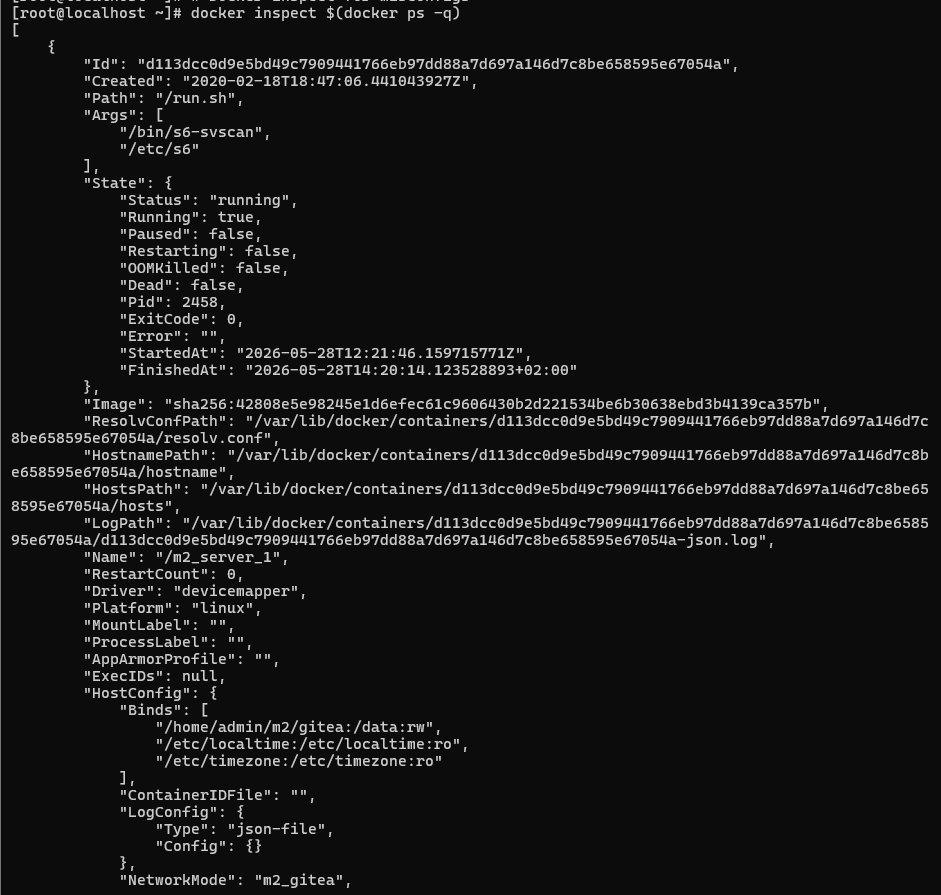 [root@localhost ~]# docker inspect $(docker ps -q)
[
    {
        "Id": "d113dcc0d9e5bd49c7909441766eb97dd88a7d697a146d7c8be658595e67054a",
        "Created": "2020-02-18T18:47:06.441043927Z",
        "Path": "/run.sh",
        "Args": [
            "/bin/s6-svscan",
            "/etc/s6"
        ],
        "State": {
            "Status": "running",
            "Running": true,
            "Paused": false,
            "Restarting": false,
            "OOMKilled": false,
            "Dead": false,
            "Pid": 2458,
            "ExitCode": 0,
            "Error": "",
            "StartedAt": "2026-05-28T12:21:46.159715771Z",
            "FinishedAt": "2026-05-28T14:20:14.123528893+02:00"
        },
        "Image": "sha256:42808e5e98245e1d6efec61c9606430b2d221534be6b30638ebd3b4139ca357b",
        "ResolvConfPath": "/var/lib/docker/containers/d113dcc0d9e5bd49c7909441766eb97dd88a7d697a146d7c
8be658595e67054a/resolv.conf",
        "HostnamePath": "/var/lib/docker/containers/d113dcc0d9e5bd49c7909441766eb97dd88a7d697a146d7c8b
e658595e67054a/hostname",
        "HostsPath": "/var/lib/docker/containers/d113dcc0d9e5bd49c7909441766eb97dd88a7d697a146d7c8be65
8595e67054a/hosts",
        "LogPath": "/var/lib/docker/containers/d113dcc0d9e5bd49c7909441766eb97dd88a7d697a146d7c8be6585
95e67054a/d113dcc0d9e5bd49c7909441766eb97dd88a7d697a146d7c8be658595e67054a-json.log",
        "Name": "/m2_server_1",
        "RestartCount": 0,
        "Driver": "devicemapper",
        "Platform": "linux",
        "MountLabel": "",
        "ProcessLabel": "",
        "AppArmorProfile": "",
        "ExecIDs": null,
        "HostConfig": {
            "Binds": [
                "/home/admin/m2/gitea:/data:rw",
                "/etc/localtime:/etc/localtime:ro",
                "/etc/timezone:/etc/timezone:ro"
            ],
            "ContainerIDFile": "",
            "LogConfig": {
                "Type": "json-file",
                "Config": {}
            },
            "NetworkMode": "m2_gitea",